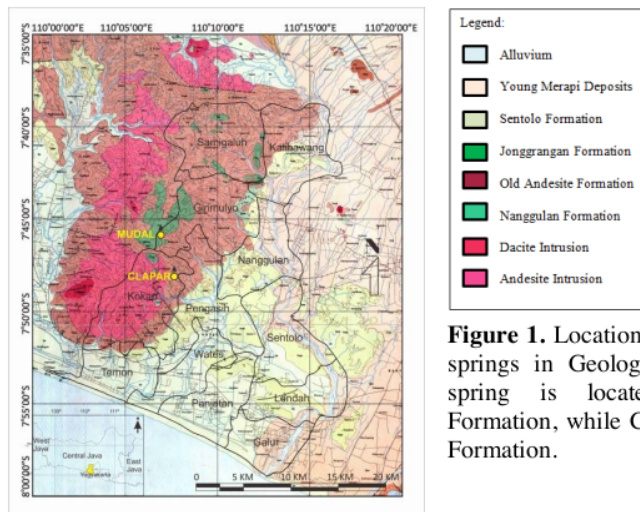 110°00'00"E 110°05'00"E 110°10'00"E 110°15'00"E 110°20'00"E
7°35'00"S
7°40'00"S
7°45'00"S
7°50'00"S
7°55'00"S
8°00'00"S
Samigaluh
Kalibawang
Girimulyo
MUDAL
Nanggulan
CLAPAR
Kokap
Pengasih
Sentolo
Wates
Temon
Panjatan
Lendah
Galur
West Java
Central Java
East Java
Yogyakarta
0 5 KM 10 KM 15 KM 20 KM
Legend:
Alluvium
Young Merapi Deposits
Sentolo Formation
Jonggrangan Formation
Old Andesite Formation
Nanggulan Formation
Dacite Intrusion
Andesite Intrusion
Figure 1. Location
springs in Geolog
spring is locate
Formation, while C
Formation.